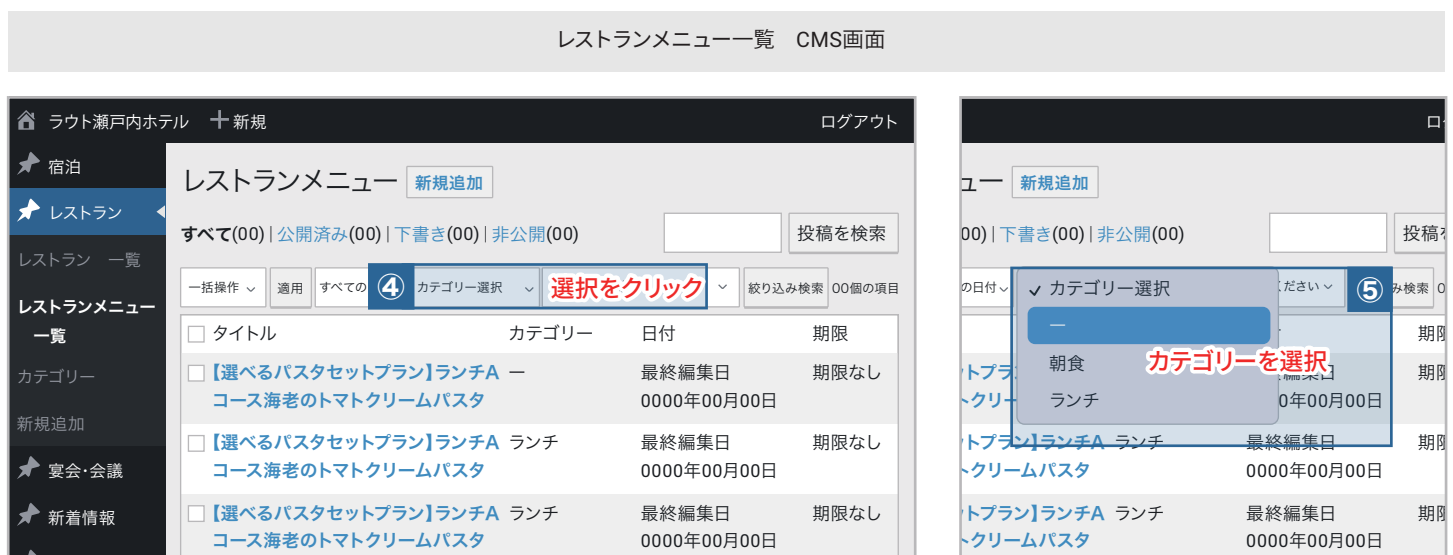 レストランメニュー一覧　CMS画面
ラウト瀬戸内ホテル
新規
ログアウト
宿泊
レストラン
レストラン 一覧
レストランメニュー
一覧
カテゴリー
新規追加
宴会・会議
新着情報
レストランメニュー
新規追加
すべて(00)|公開済み(00)|下書き(00)|非公開(00)
投稿を検索
一括操作
適用
すべての
④
カテゴリー選択
選択をクリック
絞り込み検索
00個の項目
タイトル カテゴリー 日付 期限
【選べるパスタセットプラン】ランチA ー 最終編集日 期限なし
コース海老のトマトクリームパスタ 0000年00月00日
【選べるパスタセットプラン】ランチA ランチ 最終編集日 期限なし
コース海老のトマトクリームパスタ 0000年00月00日
【選べるパスタセットプラン】ランチA ランチ 最終編集日 期限なし
コース海老のトマトクリームパスタ 0000年00月00日
ュー
新規追加
00)|下書き(00)|非公開(00)
投稿
の日付
カテゴリー選択
ださい
⑤
み検索
ー
朝食
カテゴリーを選択
ランチ
期
トプラ
編集日
期
クリー
0年00月00日
トプラン】ランチA ランチ 最終編集日 期
トクリームパスタ 0000年00月00日
トプラン】ランチA ランチ 最終編集日 期
トクリームパスタ 0000年00月00日